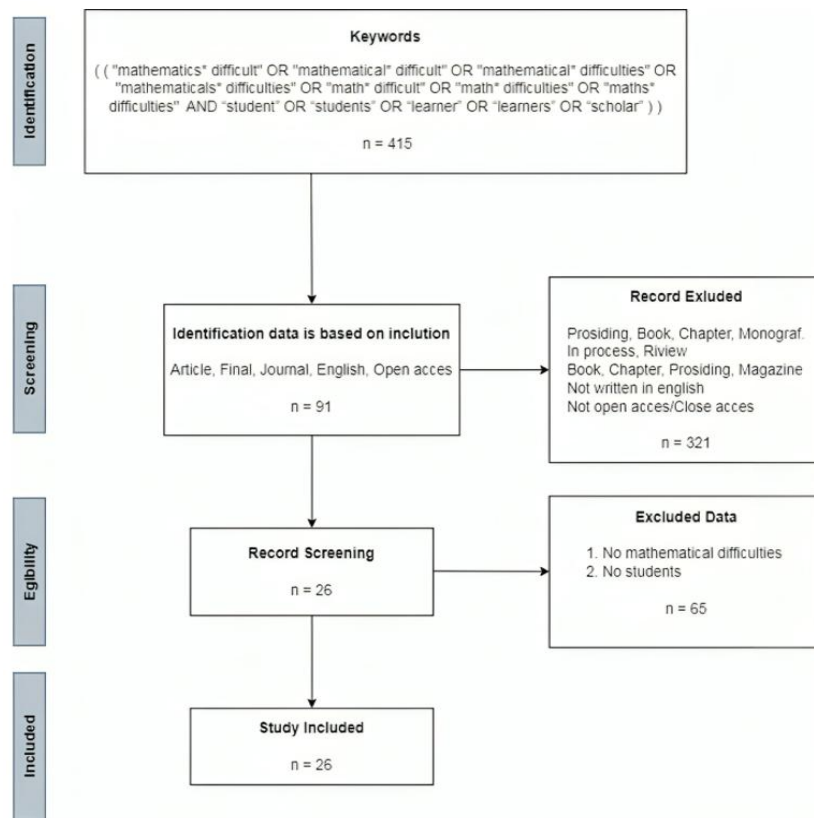 Identification
Keywords
( ( "mathematics* difficult" OR "mathematical* difficult" OR "mathematical* difficulties" OR
"mathematicals* difficulties" OR "math* difficult" OR "math* difficulties" OR "maths*
difficulties" AND “student” OR “students” OR “learner” OR “learners” OR “scholar” ) )
n = 415
Screening
Identification data is based on inclution
Article, Final, Journal, English, Open acces
n = 91
Record Exluded
Prosiding, Book, Chapter, Monograf.
In process, Riview
Book, Chapter, Prosiding, Magazine
Not written in english
Not open acces/Close acces
n = 321
Egibility
Record Screening
n = 26
Excluded Data
1. No mathematical difficulties
2. No students
n = 65
Included
Study Included
n = 26